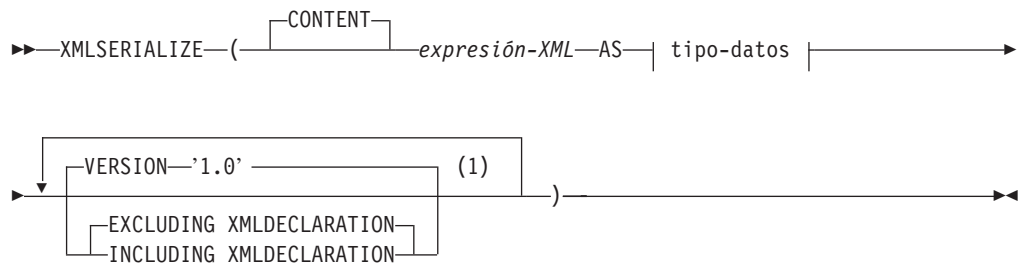 CONTENT
XMLSERIALIZE ( expresión-XML AS tipo-datos
VERSION ’1.0’ (1)
)
EXCLUDING XMLDECLARATION
INCLUDING XMLDECLARATION